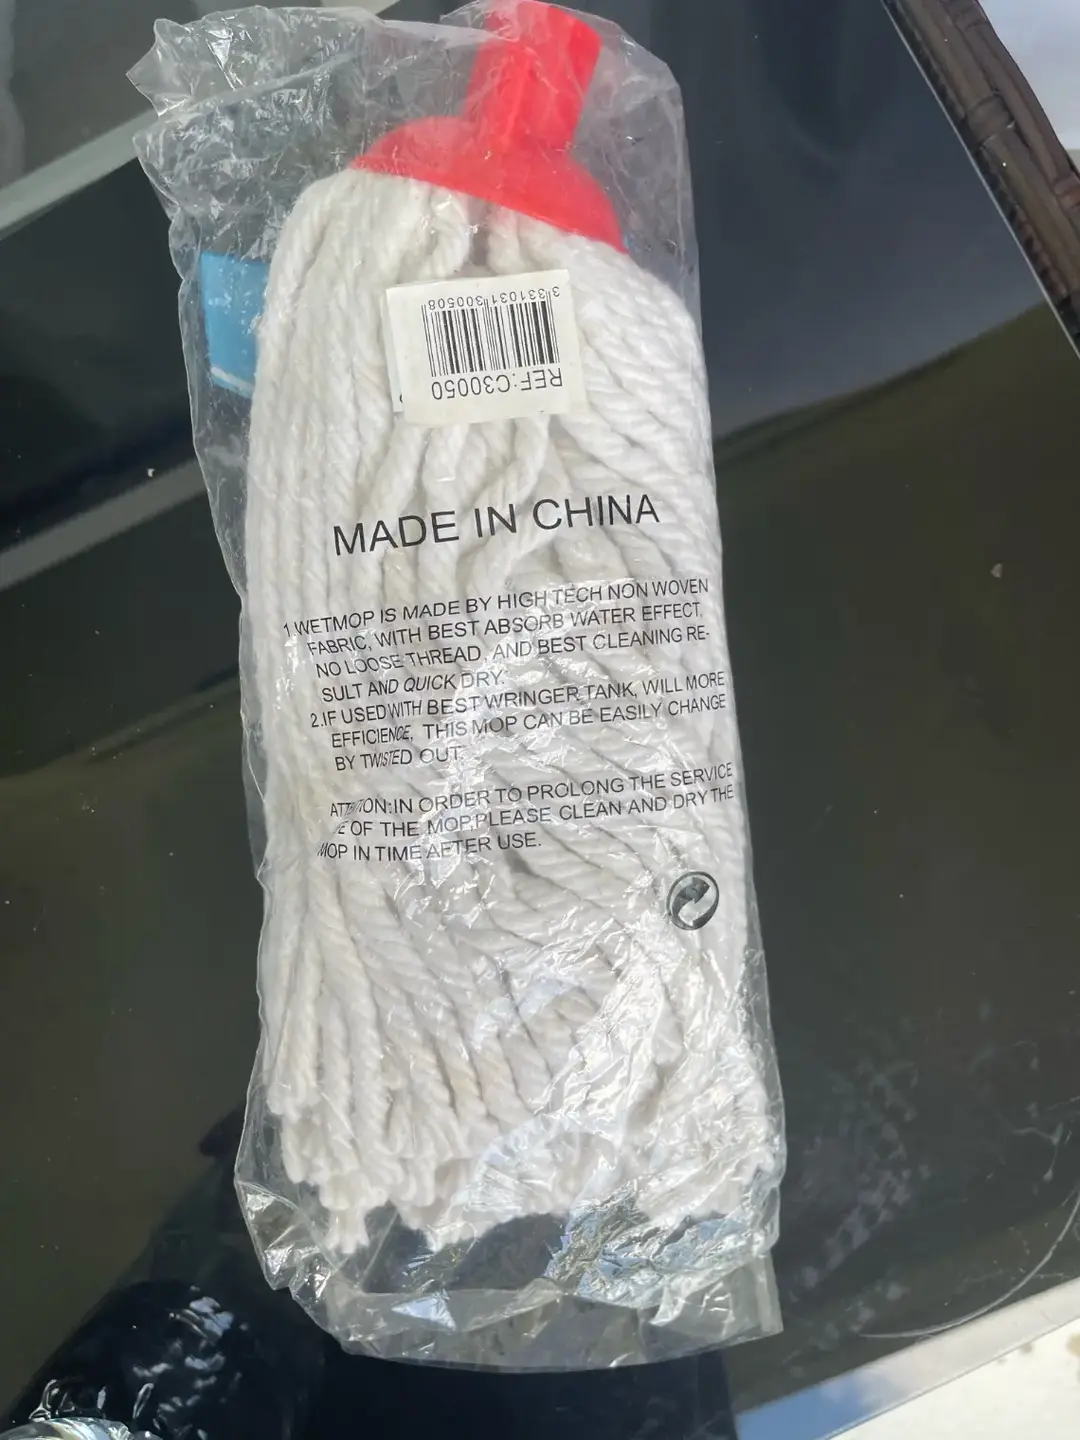 3 331031 300508
REF:C30050
MADE IN CHINA
1.WETMOP IS MADE BY HIGH TECH NON WOVEN
FABRIC, WITH BEST ABSORB WATER EFFECT,
NO LOOSE THREAD AND BEST CLEANING RE-
SULT AND QUICK DRY.
2.IF USED WITH BEST WRINGER TANK, WILL MORE
EFFICIENCE, THIS MOP CAN BE EASILY CHANGE
BY TWISTED OUT.
IN ORDER TO PROLONG THE SERVICE
OF THE MOP,PLEASE CLEAN AND DRY THE
MOP IN TIME AFTER USE.